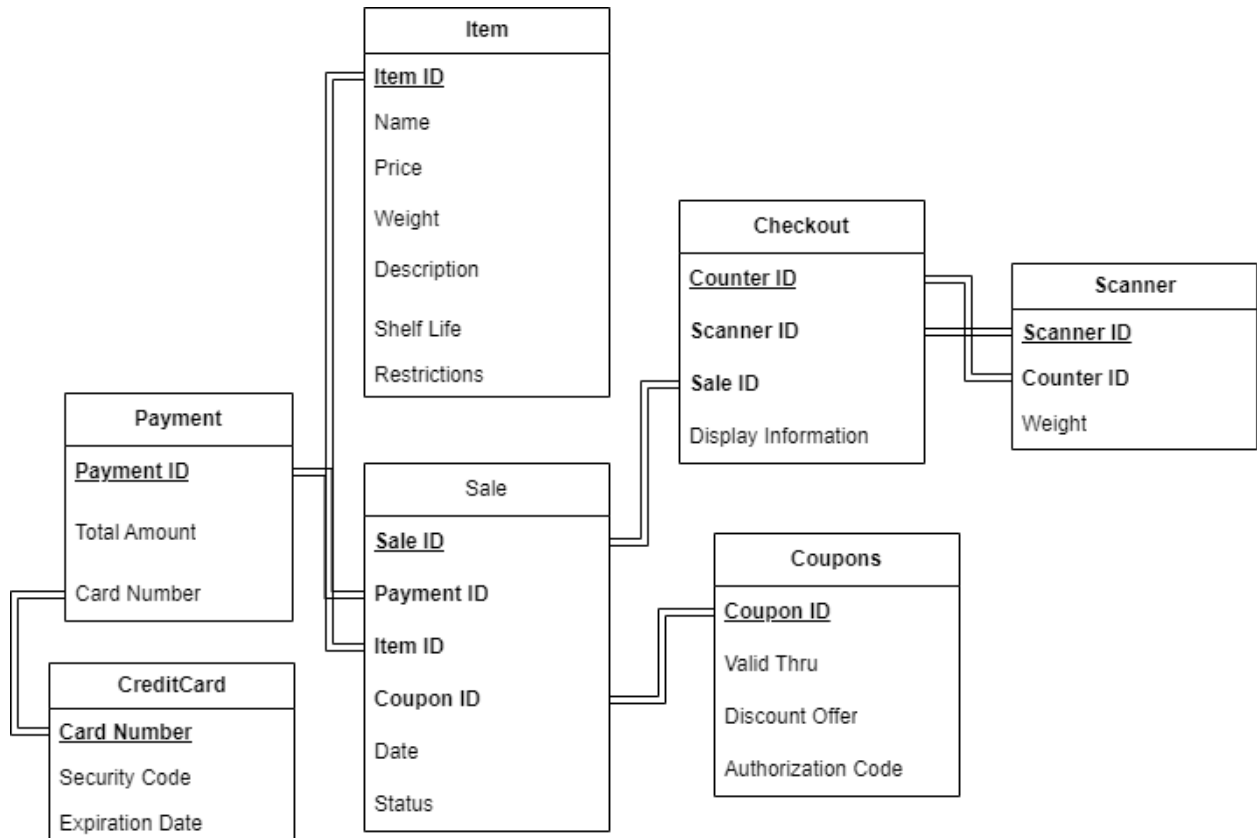 Item
Item ID
Name
Price
Weight
Description
Shelf Life
Restrictions
Checkout
Counter ID
Scanner ID
Sale ID
Display Information
Scanner
Scanner ID
Counter ID
Weight
Payment
Payment ID
Total Amount
Card Number
Sale
Sale ID
Payment ID
Item ID
Coupon ID
Date
Status
Coupons
Coupon ID
Valid Thru
Discount Offer
Authorization Code
CreditCard
Card Number
Security Code
Expiration Date